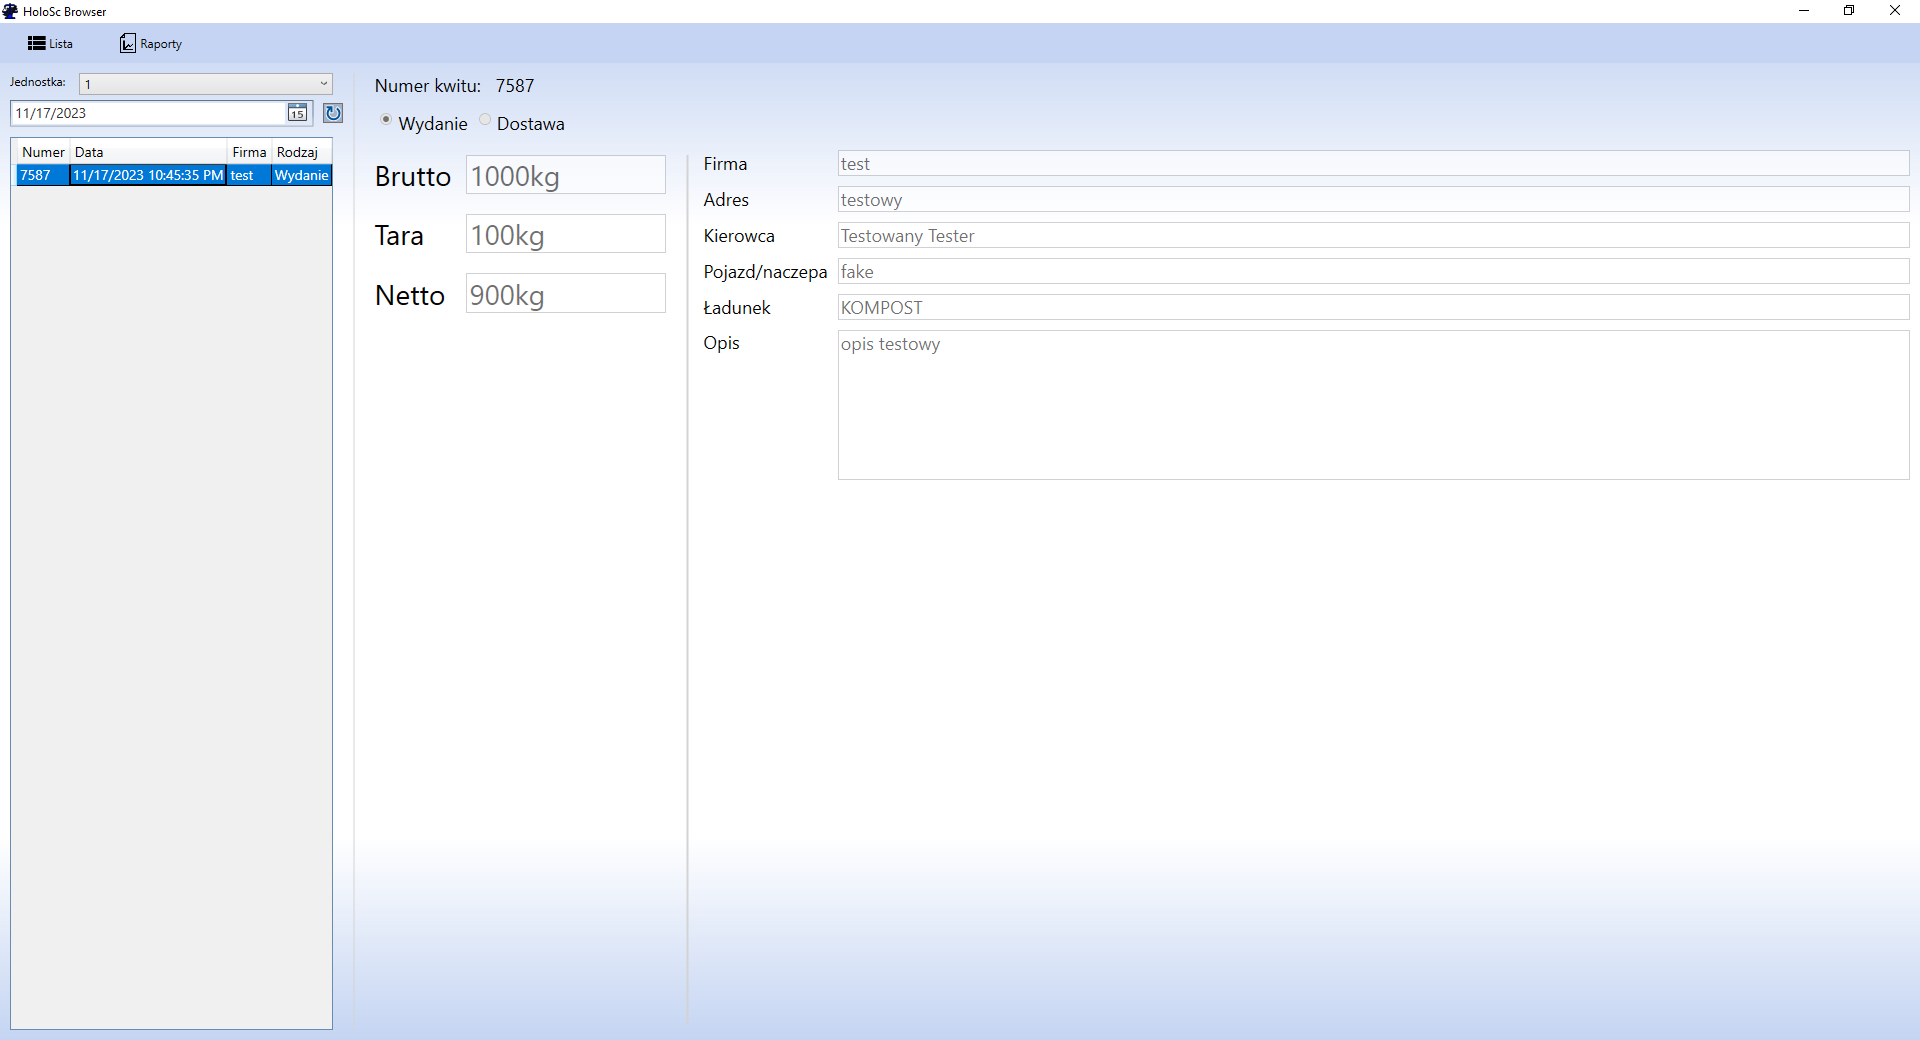 HoloSc Browser
Lista Raporty
Jednostka: 1
11/17/2023 15
Numer Data Firma Rodzaj
7587 11/17/2023 10:45:35 PM test Wydanie
Numer kwitu: 7587
Wydanie Dostawa
Brutto 1000kg
Tara 100kg
Netto 900kg
Firma test
Adres testowy
Kierowca Testowany Tester
Pojazd/naczepa fake
Ładunek KOMPOST
Opis opis testowy